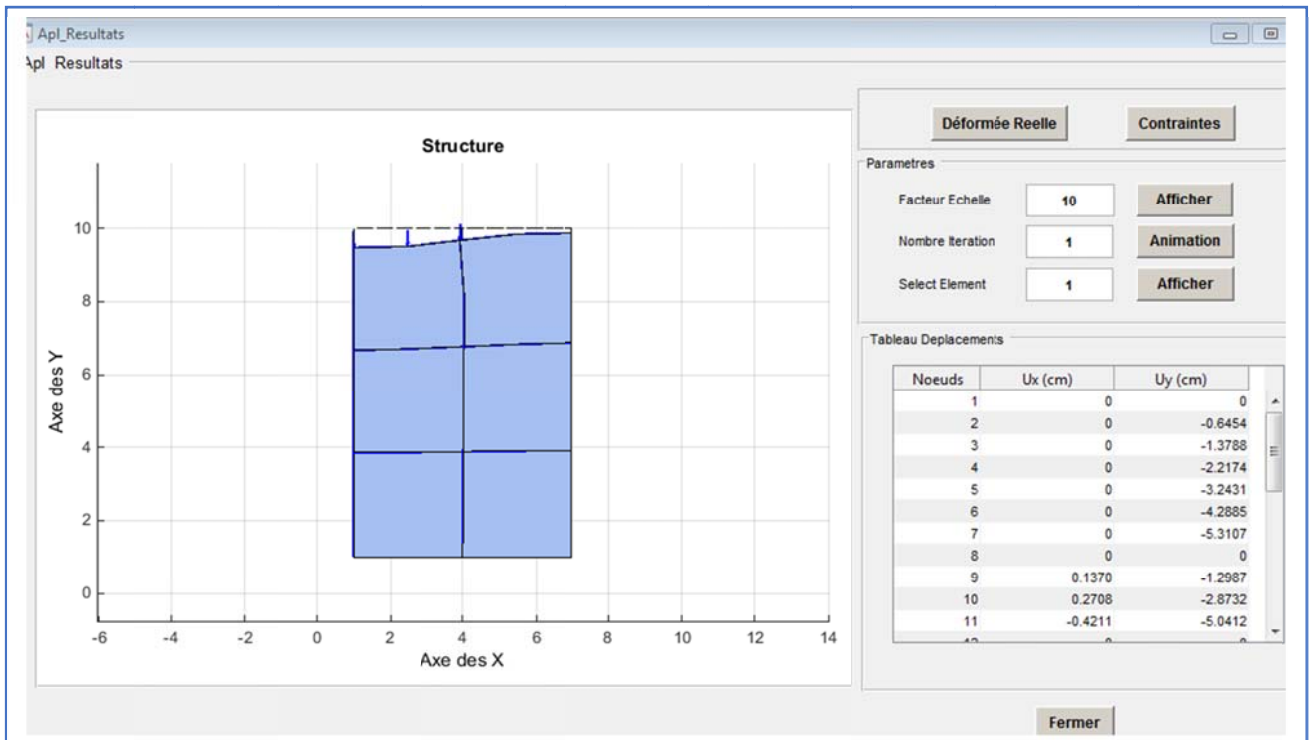 Apl_Resultats
Apl Resultats
Structure
10
8
6
4
2
0
Axe des Y
-6 -4 -2 0 2 4 6 8 10 12 14
Axe des X
Déformée Reelle Contraintes
Parametres
Facteur Echelle 10 Afficher
Nombre Iteration 1 Animation
Select Element 1 Afficher
Tableau Deplacements
Noeuds Ux (cm) Uy (cm)
1 0 0
2 0 -0.6454
3 0 -1.3788
4 0 -2.2174
5 0 -3.2431
6 0 -4.2885
7 0 -5.3107
8 0 0
9 0.1370 -1.2987
10 0.2708 -2.8732
11 -0.4211 -5.0412
Fermer